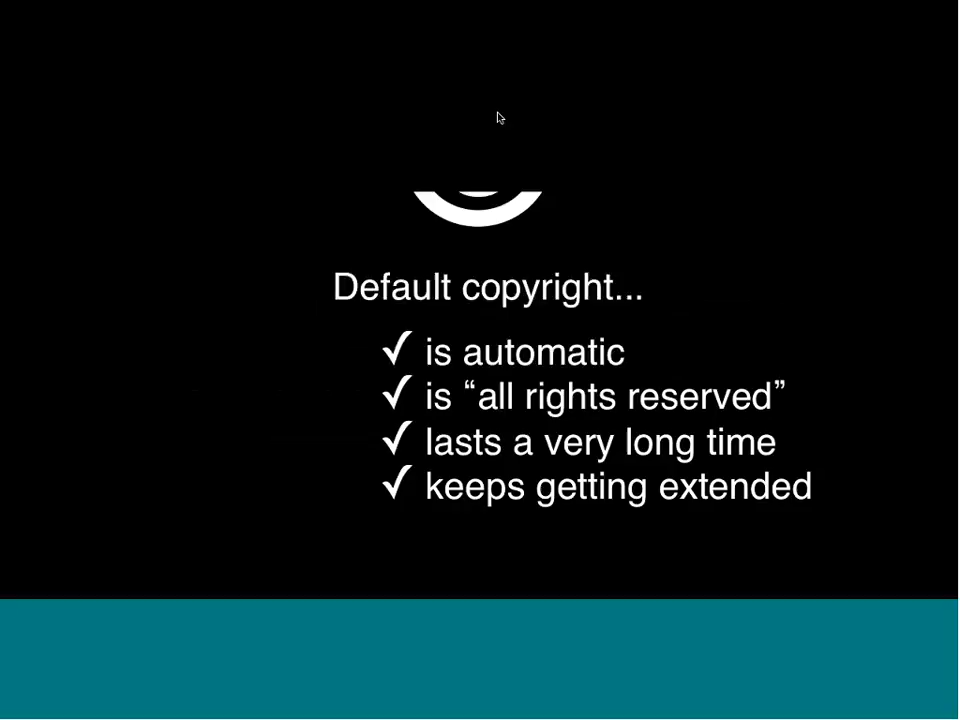 Default copyright...
✓ is automatic
✓ is “all rights reserved”
✓ lasts a very long time
✓ keeps getting extended